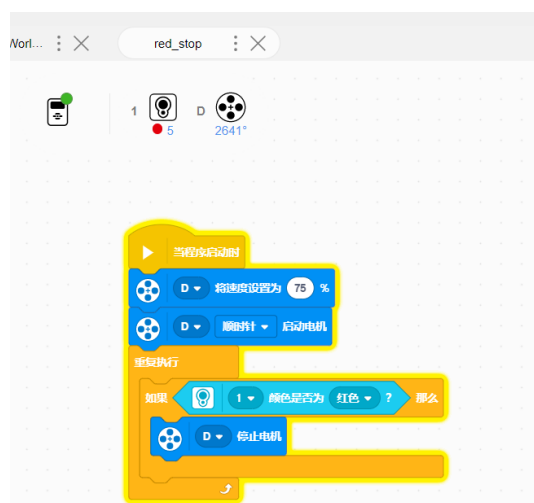 Worl... red_stop
1 D
5 2641°
当程序启动时
D 将速度设置为 75 %
D 顺时针 启动电机
重复执行
如果 1 颜色是否为 红色 ? 那么
D 停止电机